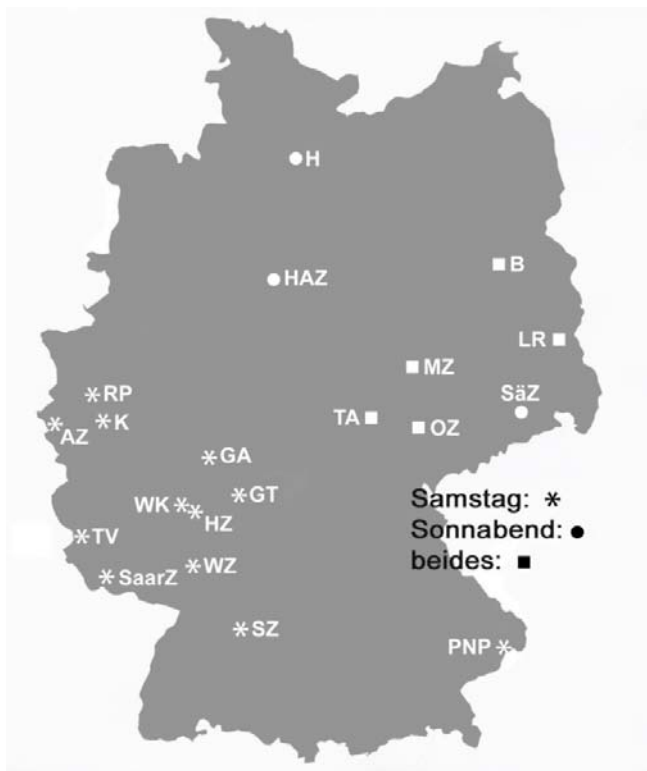 H
HAZ
B
LR
MZ
SäZ
RP
TA
K
OZ
AZ
GA
GT
WK
HZ
Samstag: *
Sonnabend: ●
beides: ■
TV
WZ
SaarZ
SZ
PNP